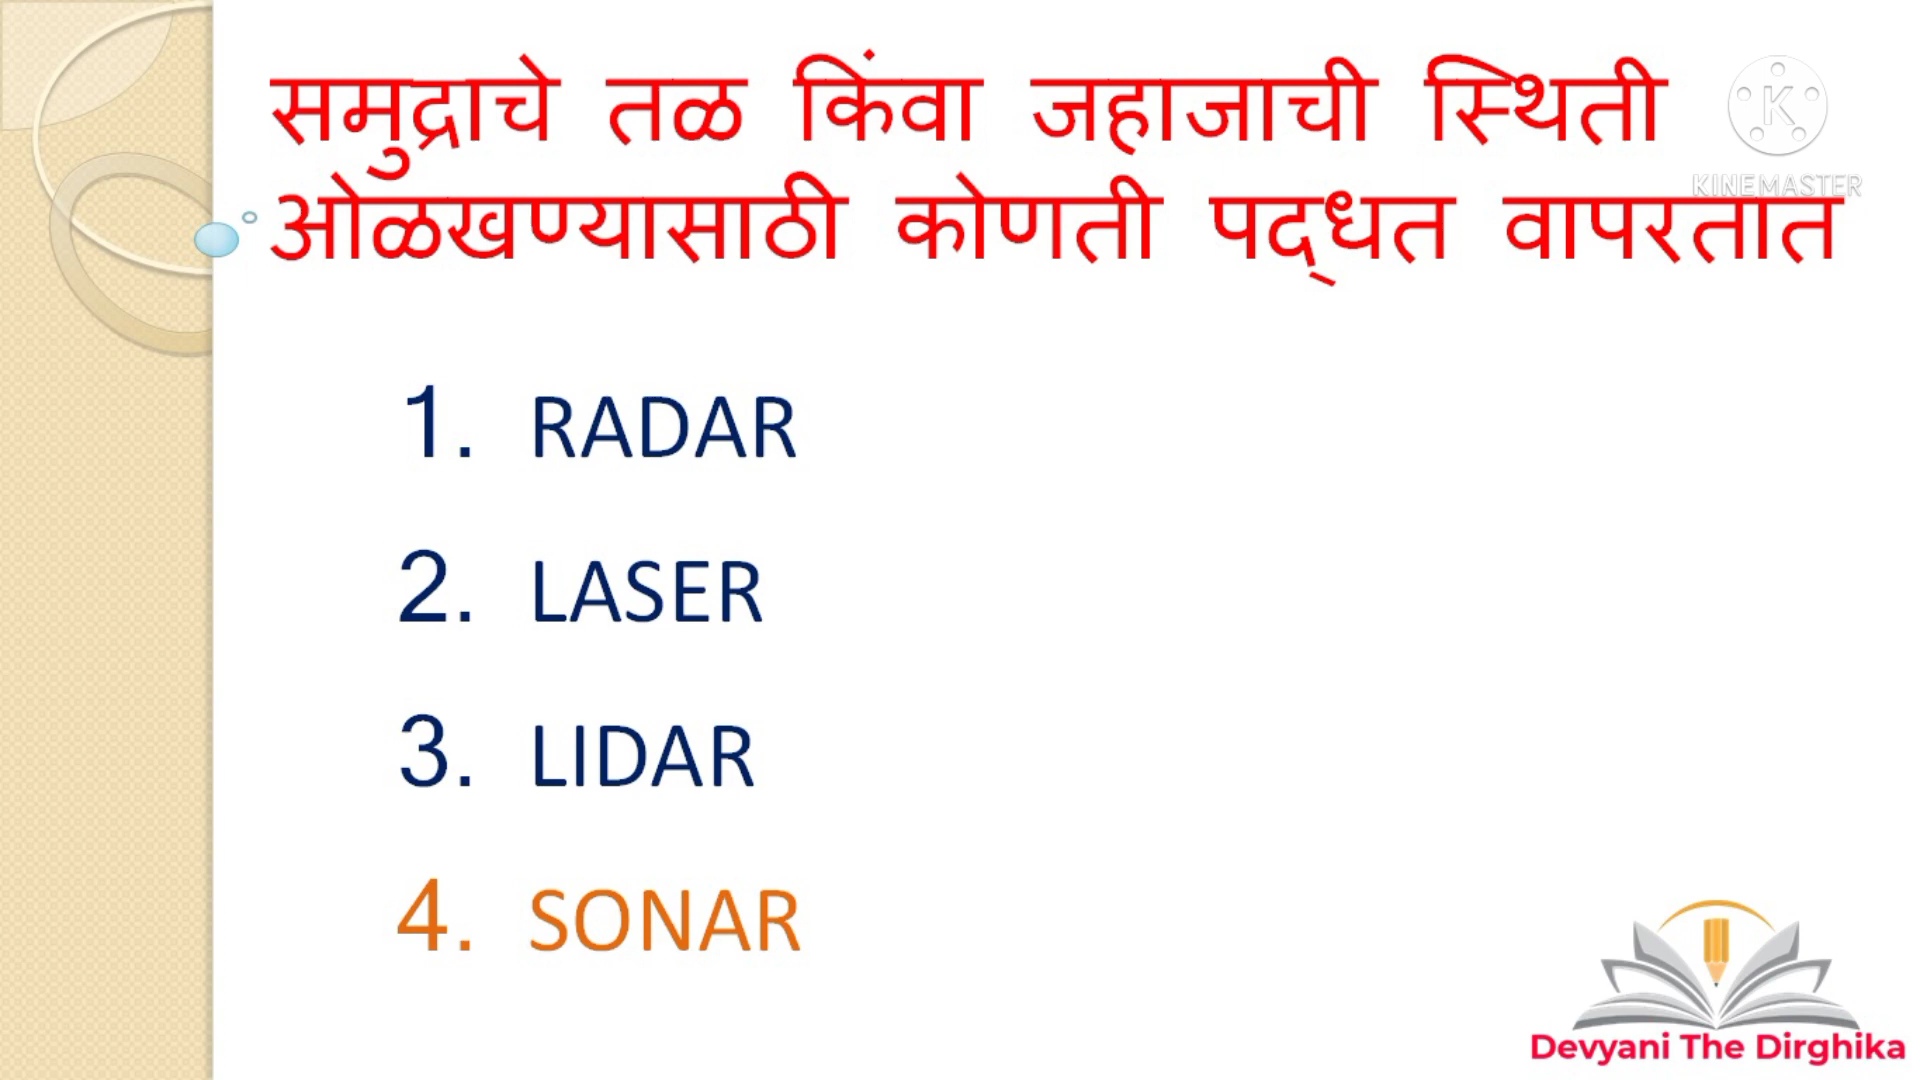 समुद्राचे तळ किंवा जहाजाची स्थिती
ओळखण्यासाठी कोणती पद्धत वापरतात
KINEMASTER
1. RADAR
2. LASER
3. LIDAR
4. SONAR
Devyani The Dirghika